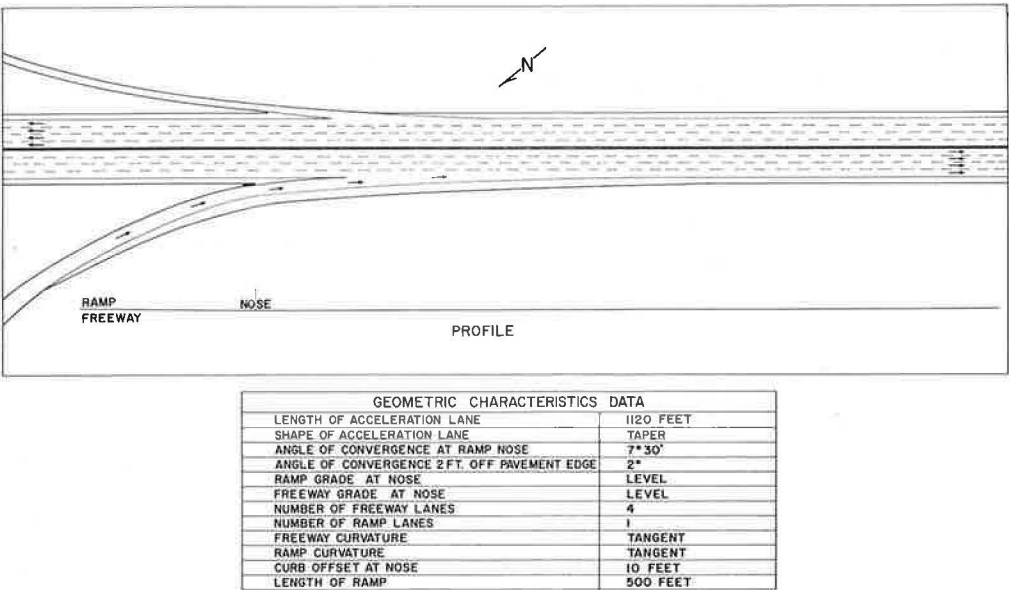 N
RAMP
NOSE
FREEWAY
PROFILE
GEOMETRIC CHARACTERISTICS DATA
LENGTH OF ACCELERATION LANE 1120 FEET
SHAPE OF ACCELERATION LANE TAPER
ANGLE OF CONVERGENCE AT RAMP NOSE 7°30'
ANGLE OF CONVERGENCE 2 FT. OFF PAVEMENT EDGE 2°
RAMP GRADE AT NOSE LEVEL
FREEWAY GRADE AT NOSE LEVEL
NUMBER OF FREEWAY LANES 4
NUMBER OF RAMP LANES 1
FREEWAY CURVATURE TANGENT
RAMP CURVATURE TANGENT
CURB OFFSET AT NOSE 10 FEET
LENGTH OF RAMP 500 FEET